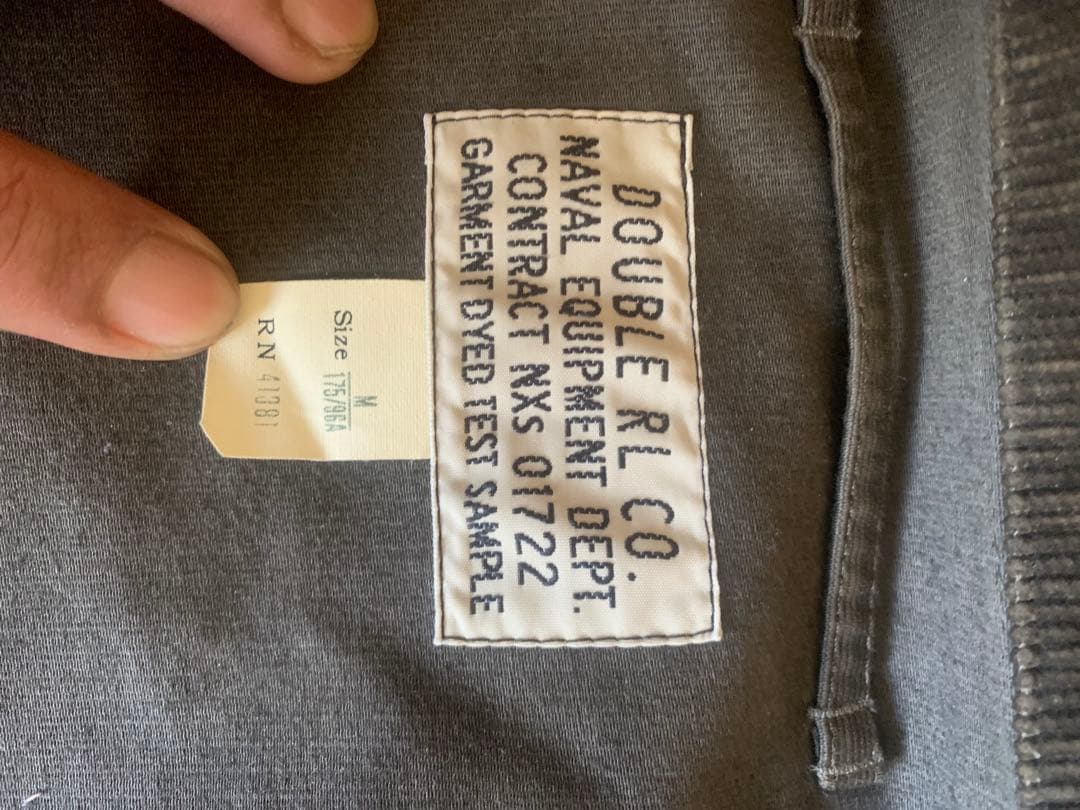 DOUBLE RL CO.
NAVAL EQUIPMENT DEPT.
CONTRACT NXS 01722
GARMENT DYED TEST SAMPLE
Size M
175/96A
RN 41381